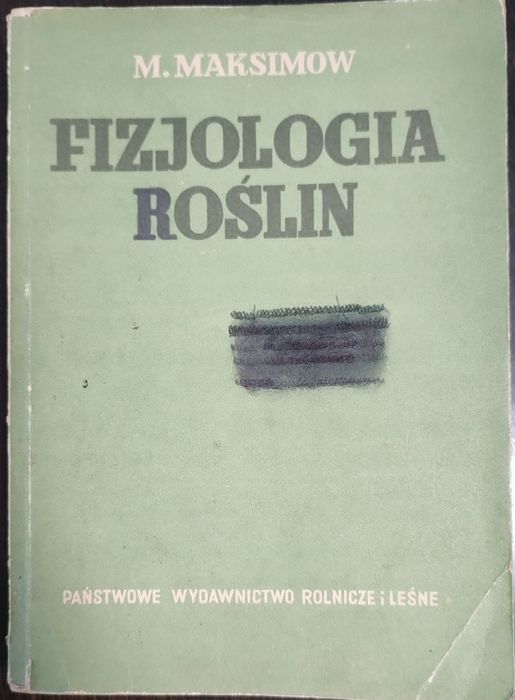 M. MAKSIMOW
FIZJOLOGIA
ROŚLIN
PAŃSTWOWE WYDAWNICTWO ROLNICZE i LEŚNE